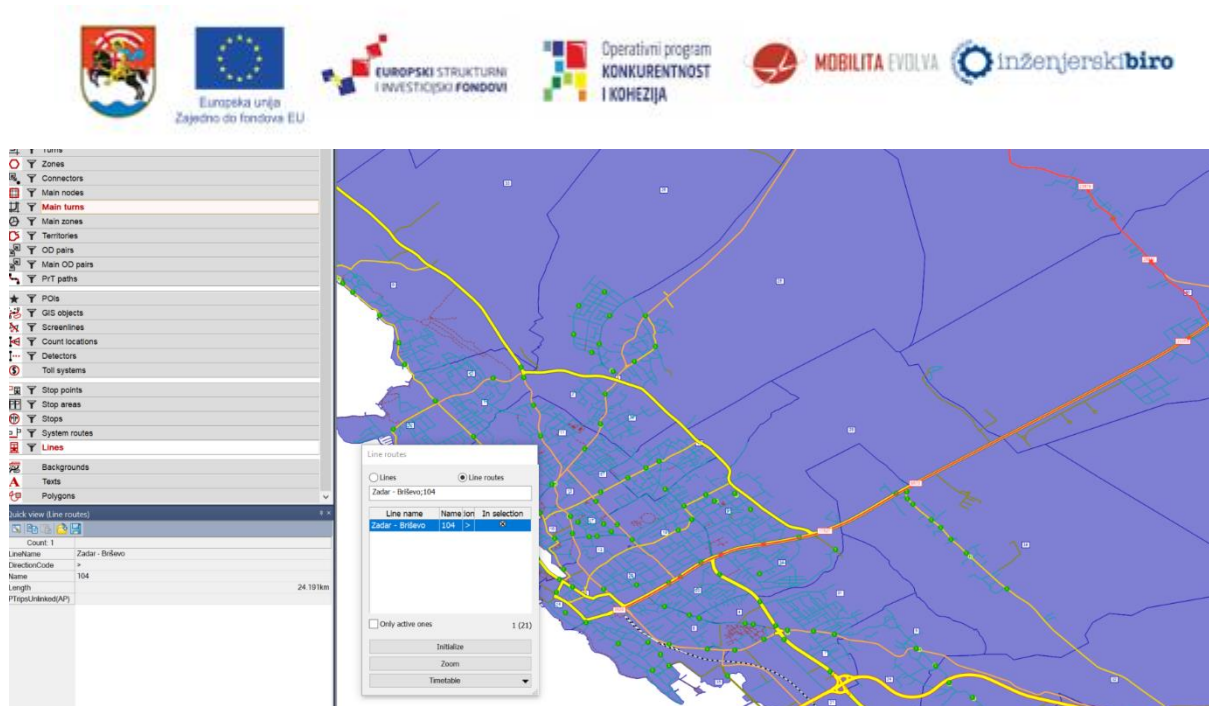 Europska unija
Zajedno do fondova EU
EUROPSKI STRUKTURNI
I INVESTICIJSKI FONDOVI
Operativni program
KONKURENTNOST
I KOHEZIJA
MOBILITA EVOLVA
inženjerskibiro
Turns
Zones
Connectors
Main nodes
Main turns
Main zones
Territories
OD pairs
Main OD pairs
PrT paths
POIs
GIS objects
Screenlines
Count locations
Detectors
Toll systems
Stop points
Stop areas
Stops
System routes
Lines
Backgrounds
Texts
Polygons
Quick view (Line routes)
Count: 1
LineName Zadar - Briševo
DirectionCode >
Name 104
Length 24.191km
PTripsUnlinked(AP)
Line routes
Lines Line routes
Zadar - Briševo;104
Line name Name In selection
Zadar - Briševo 104 >
Only active ones 1 (21)
Initialize
Zoom
Timetable